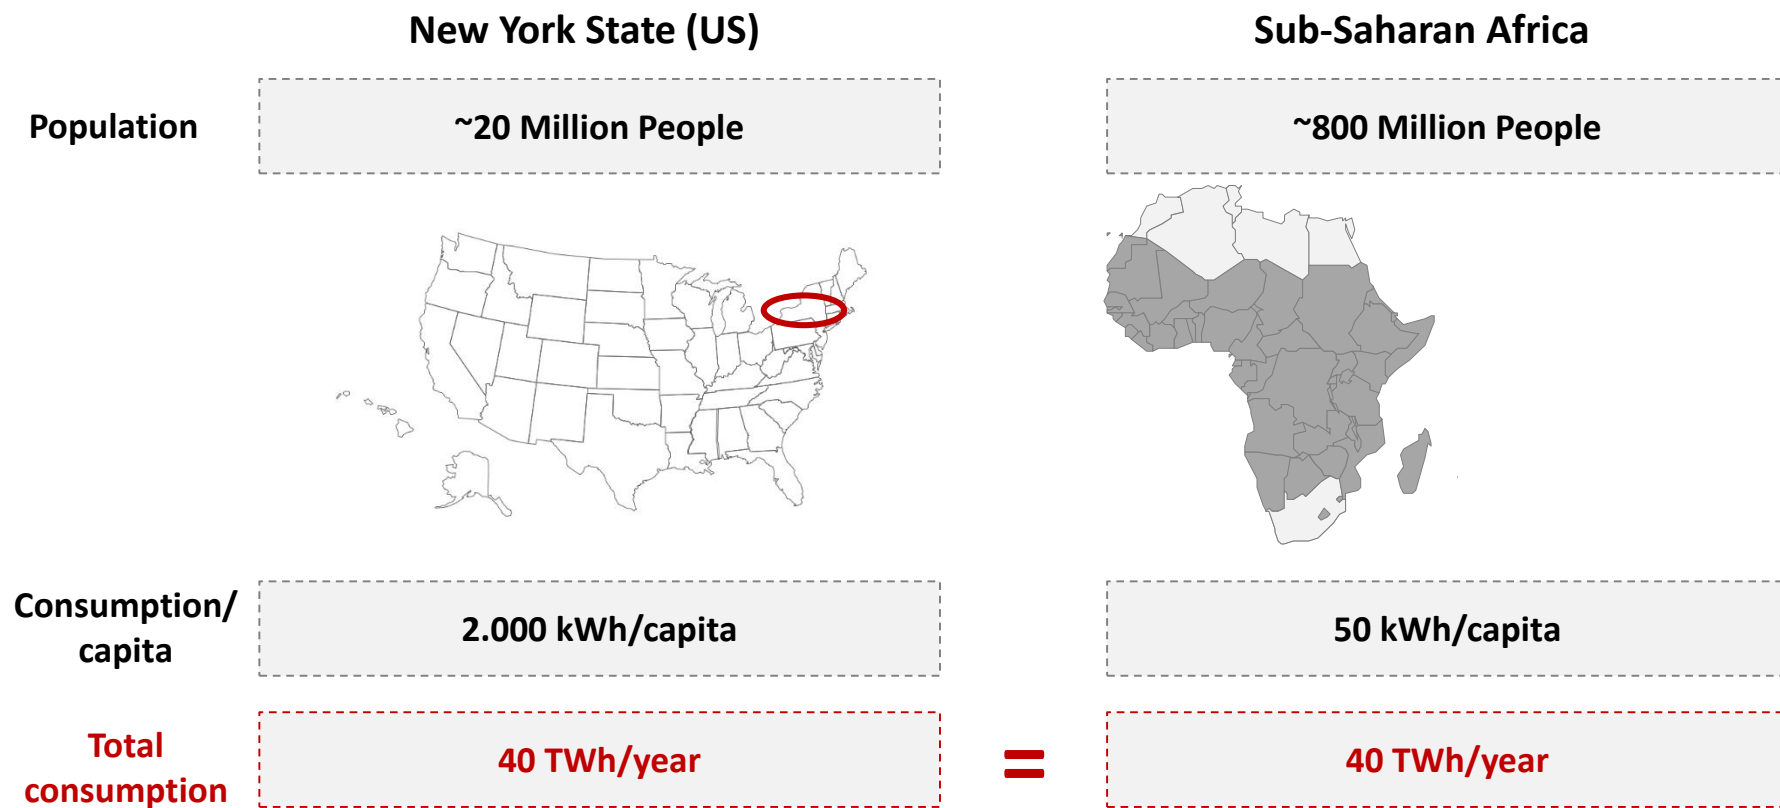 New York State (US)
Sub-Saharan Africa
Population
~20 Million People
~800 Million People
Consumption/
capita
2.000 kWh/capita
50 kWh/capita
Total
consumption
40 TWh/year
=
40 TWh/year